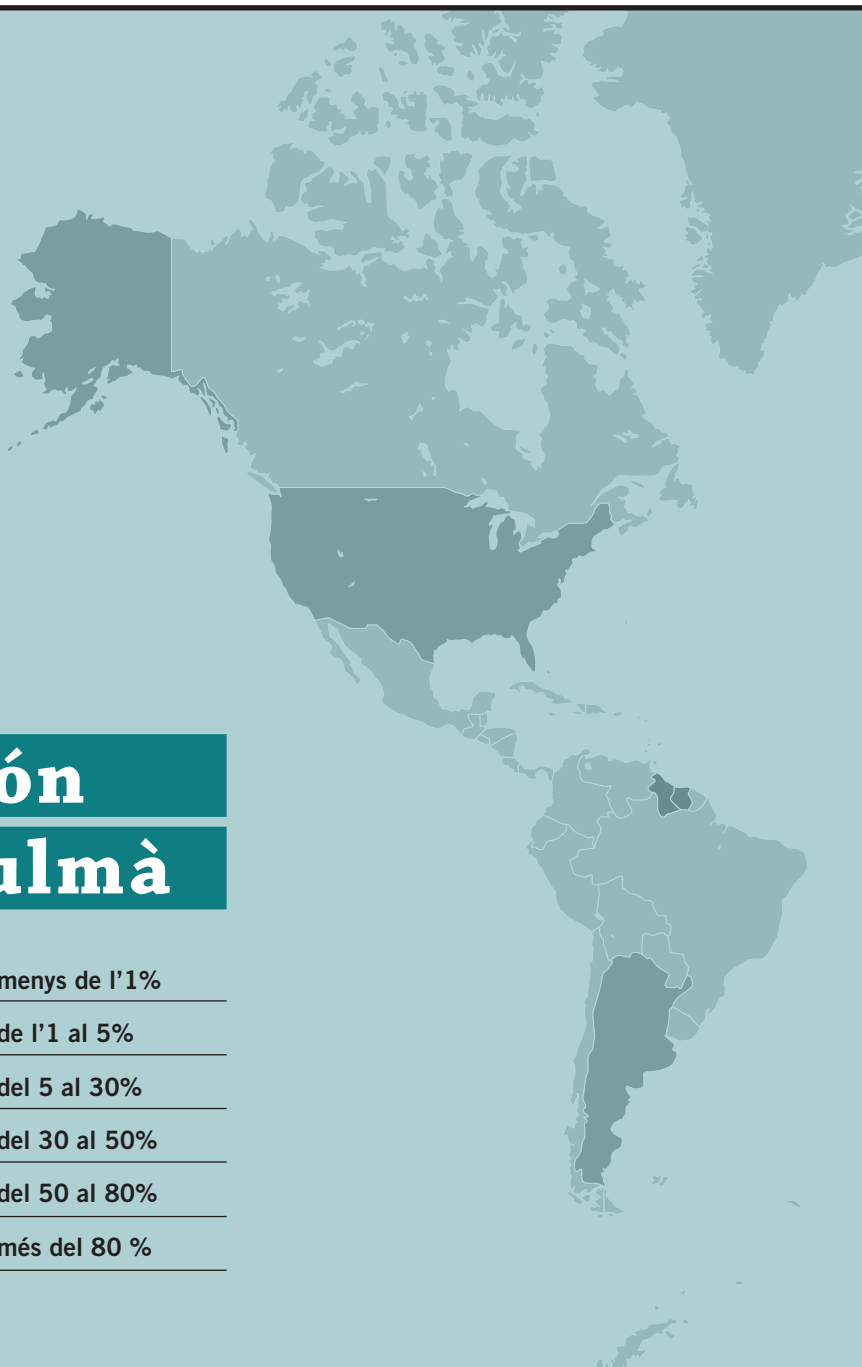 ón
ulmà
menys de l’1%
de l’1 al 5%
del 5 al 30%
del 30 al 50%
del 50 al 80%
més del 80 %